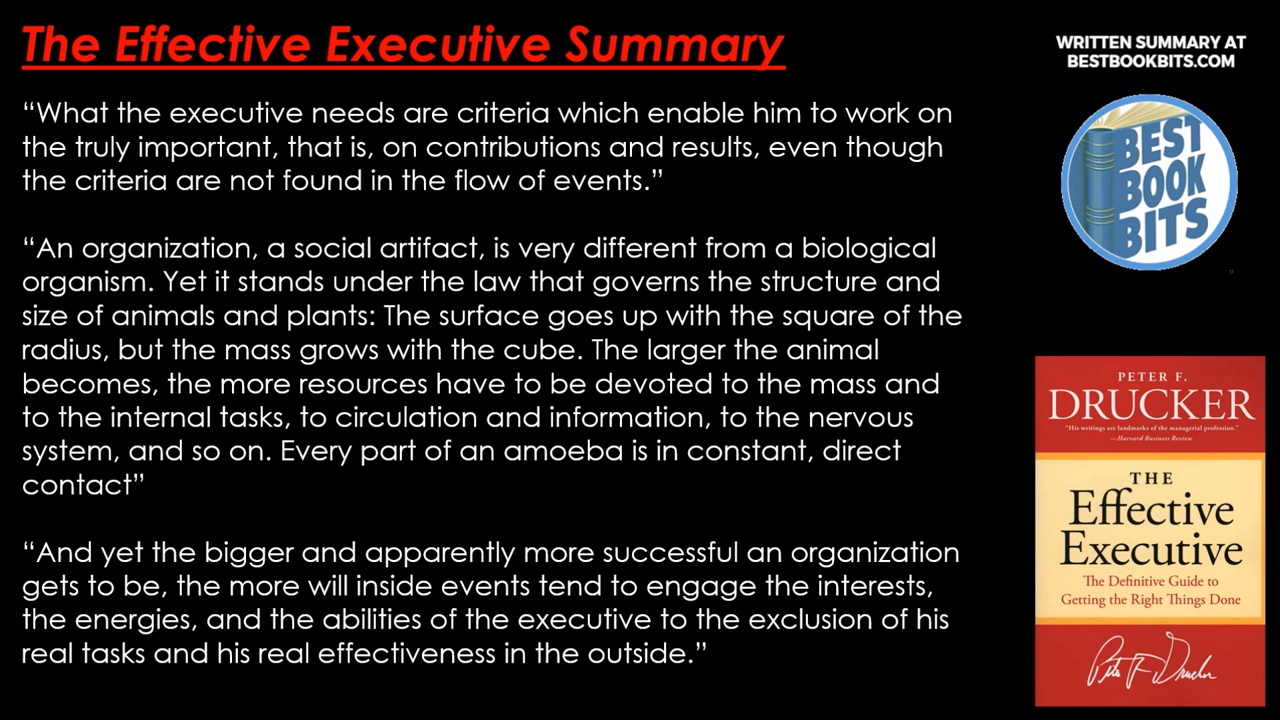 The Effective Executive Summary
“What the executive needs are criteria which enable him to work on
the truly important, that is, on contributions and results, even though
the criteria are not found in the flow of events.”
“An organization, a social artifact, is very different from a biological
organism. Yet it stands under the law that governs the structure and
size of animals and plants: The surface goes up with the square of the
radius, but the mass grows with the cube. The larger the animal
becomes, the more resources have to be devoted to the mass and
to the internal tasks, to circulation and information, to the nervous
system, and so on. Every part of an amoeba is in constant, direct
contact”
“And yet the bigger and apparently more successful an organization
gets to be, the more will inside events tend to engage the interests,
the energies, and the abilities of the executive to the exclusion of his
real tasks and his real effectiveness in the outside.”
WRITTEN SUMMARY AT
BESTBOOKBITS.COM
BEST
BOOK
BITS
PETER F.
DRUCKER
"His writings are landmarks of the managerial profession."
—Harvard Business Review
THE
Effective
Executive
The Definitive Guide to
Getting the Right Things Done
Peter F. Drucker